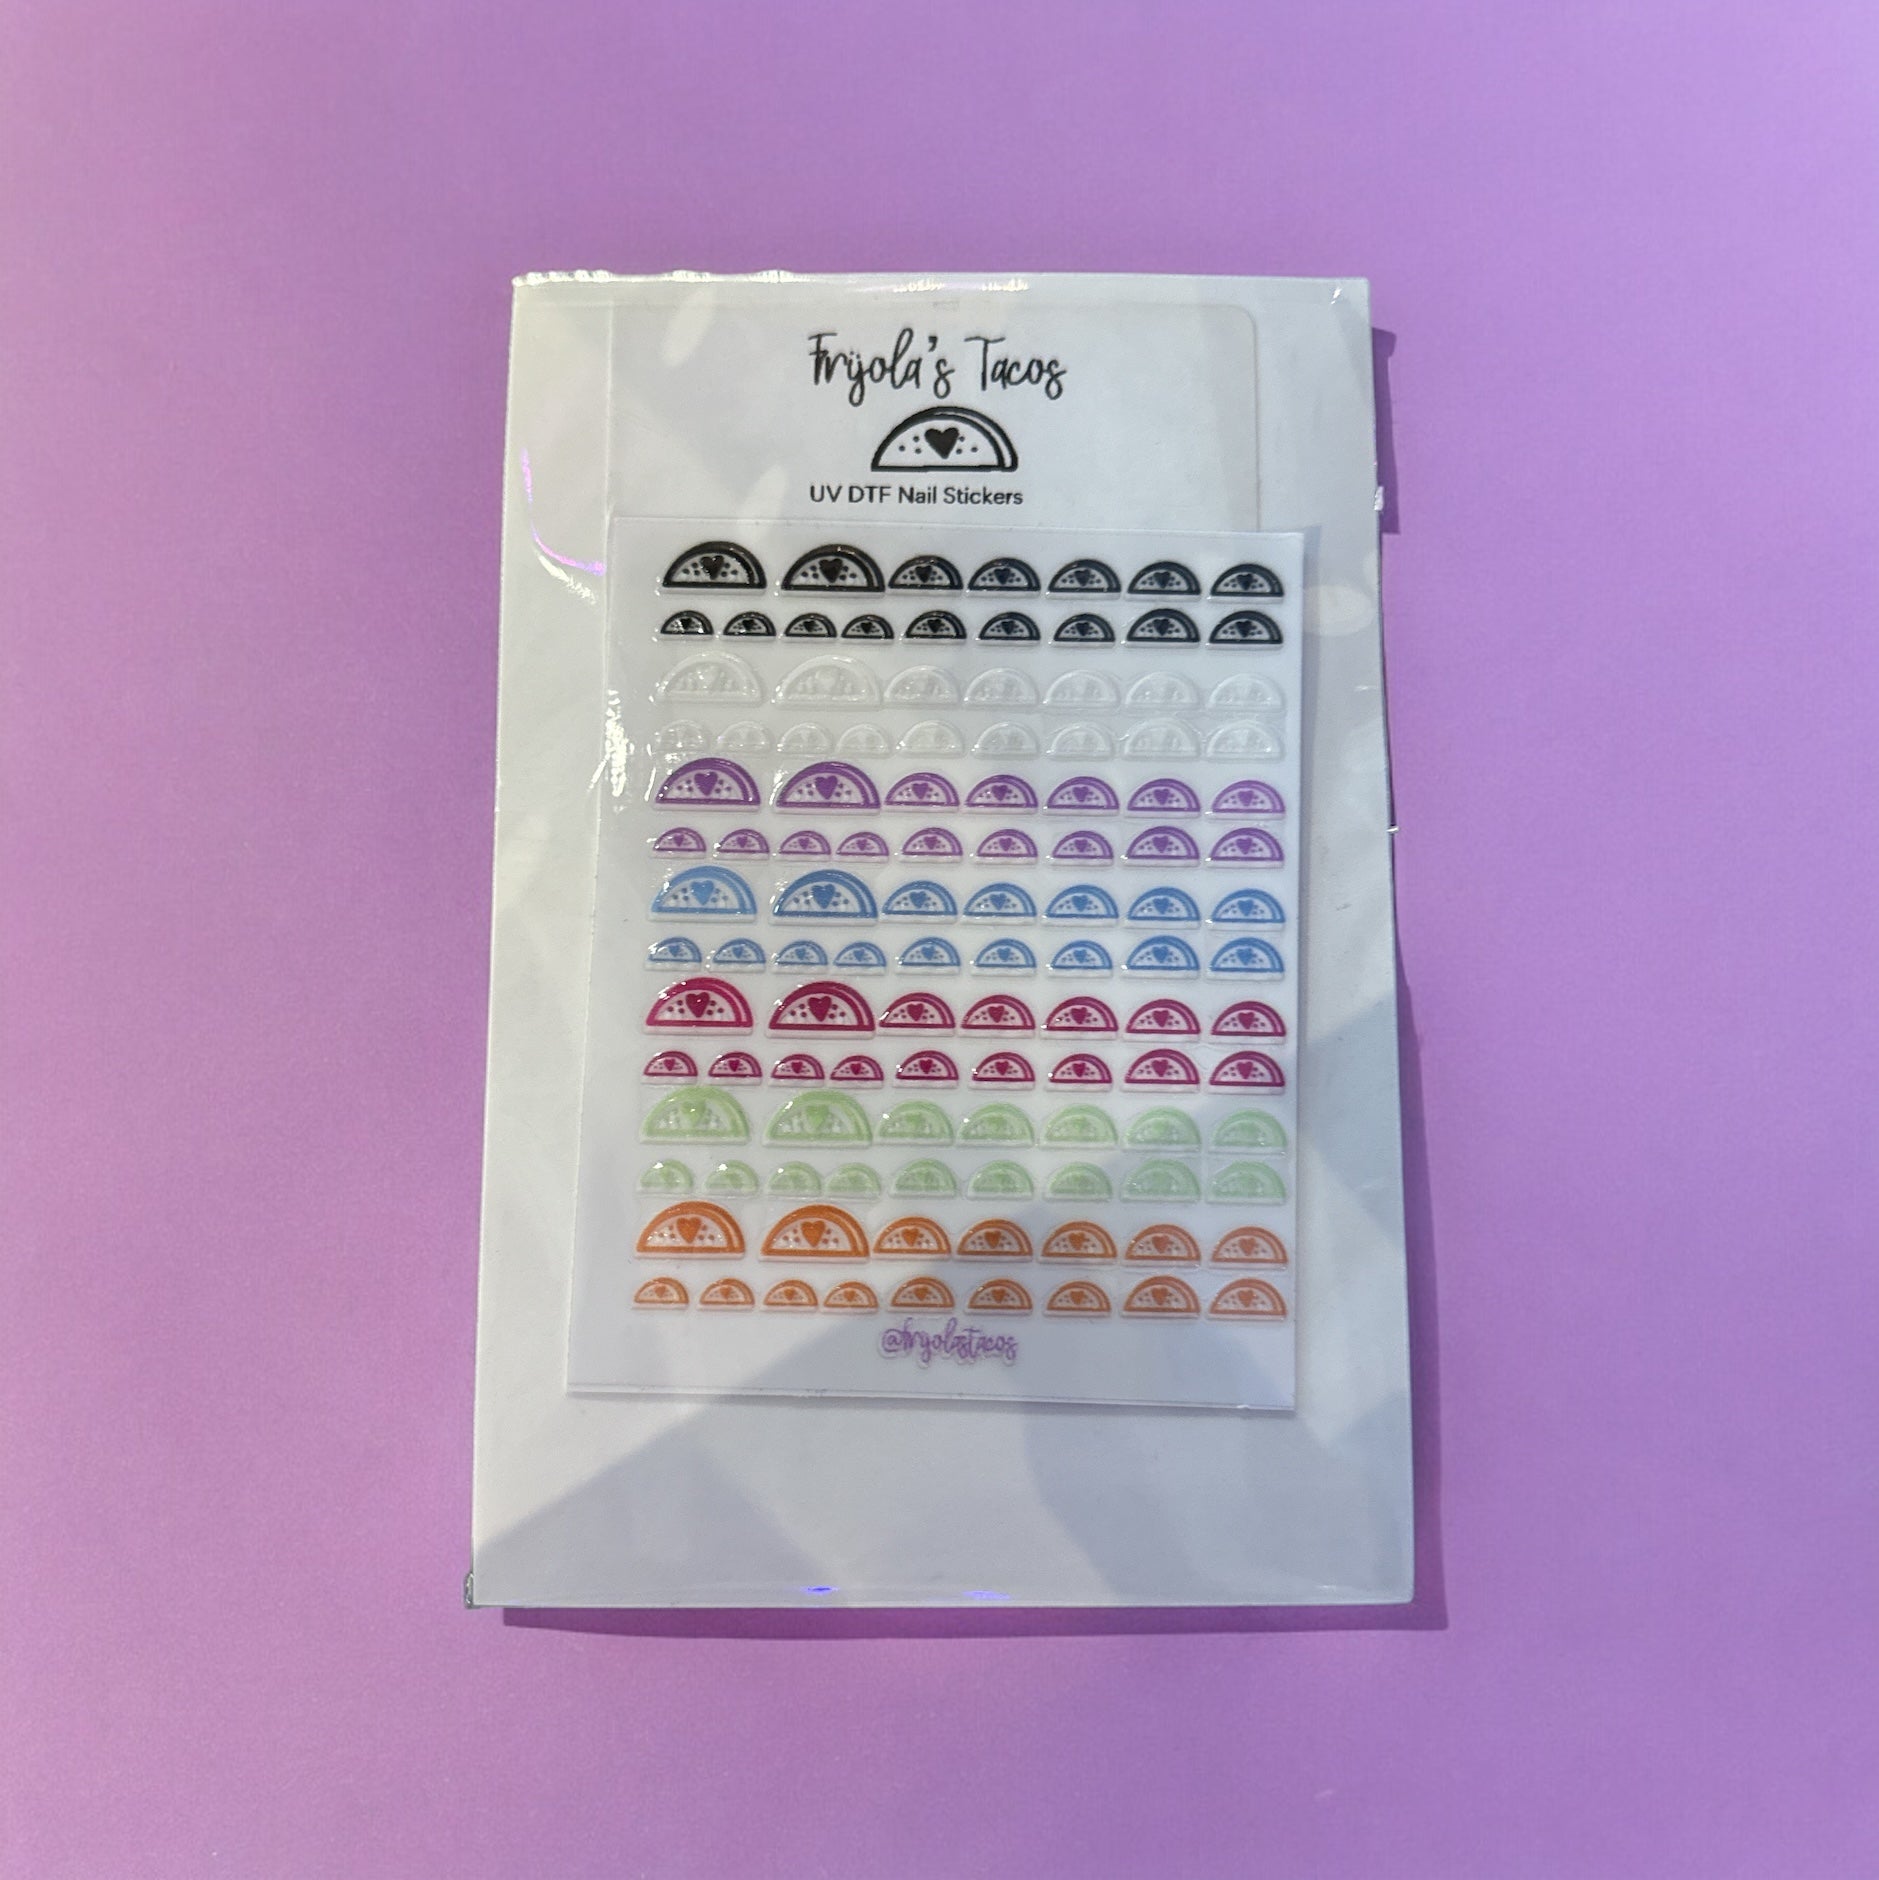 Frijola's Tacos
UV DTF Nail Stickers
@frijolastacos